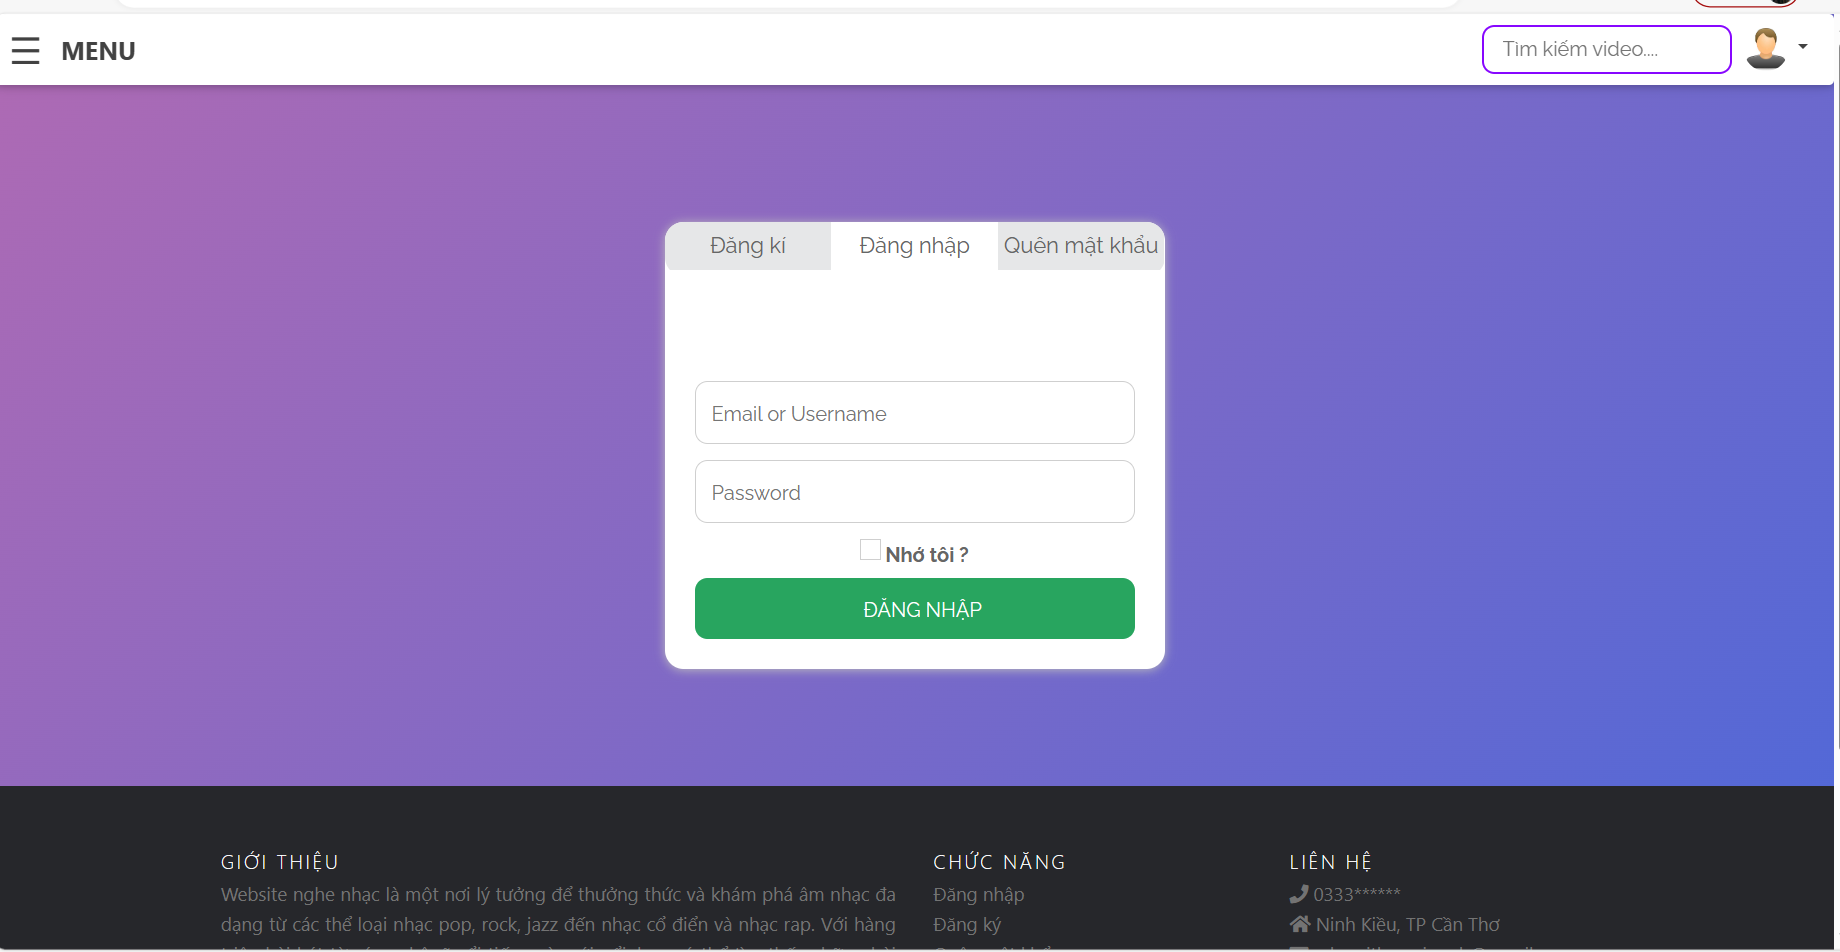 MENU
Tìm kiếm video....
Đăng kí
Đăng nhập
Quên mật khẩu
Email or Username
Password
Nhớ tôi ?
ĐĂNG NHẬP
GIỚI THIỆU
Website nghe nhạc là một nơi lý tưởng để thưởng thức và khám phá âm nhạc đa
dạng từ các thể loại nhạc pop, rock, jazz đến nhạc cổ điển và nhạc rap. Với hàng
CHỨC NĂNG
Đăng nhập
Đăng ký
LIÊN HỆ
0333******
Ninh Kiều, TP Cần Thơ